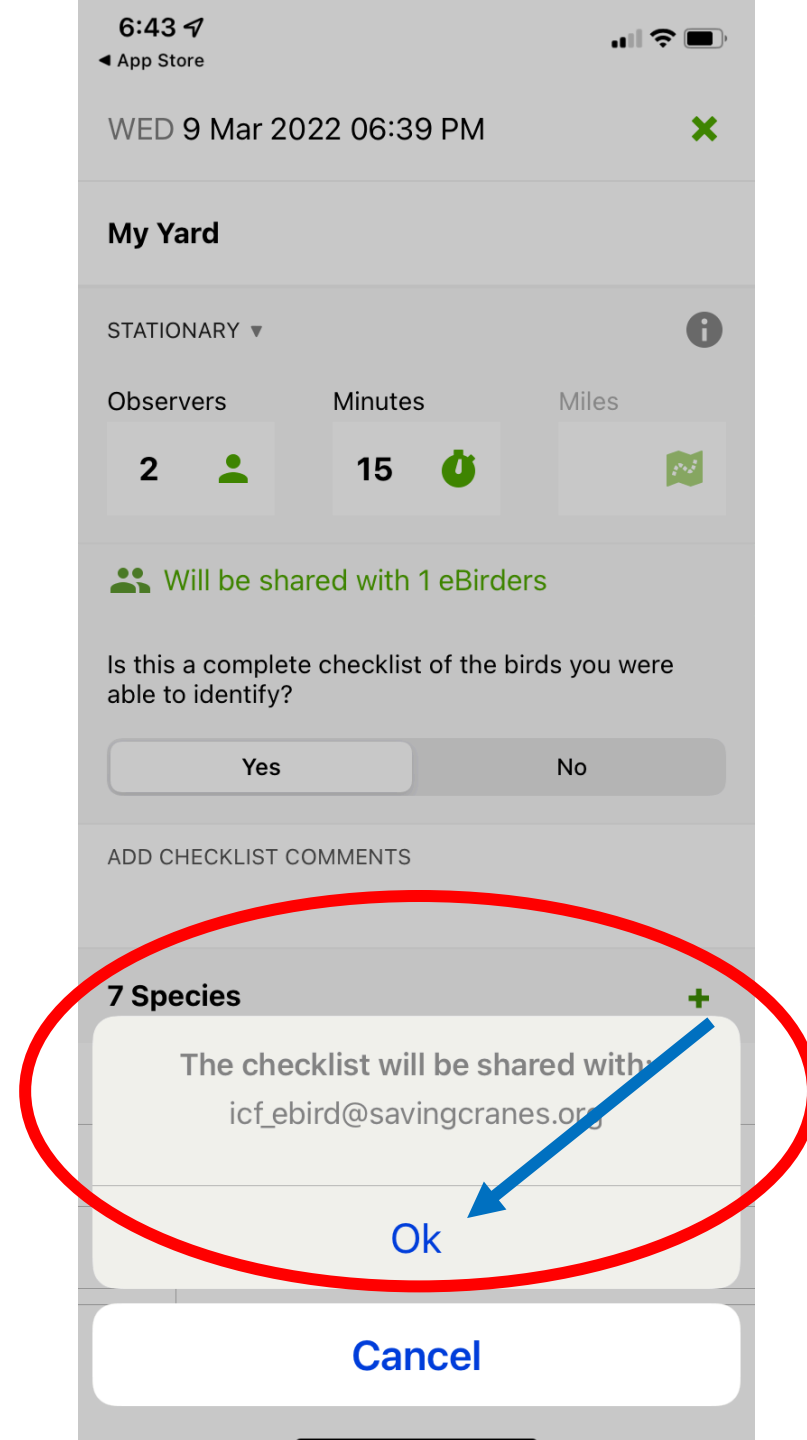 6:43
◀ App Store
WED 9 Mar 2022 06:39 PM
My Yard
STATIONARY ▼
Observers Minutes Miles
2 15
Will be shared with 1 eBirders
Is this a complete checklist of the birds you were
able to identify?
Yes No
ADD CHECKLIST COMMENTS
7 Species +
The checklist will be shared with:
icf_ebird@savingcranes.org
Ok
Cancel